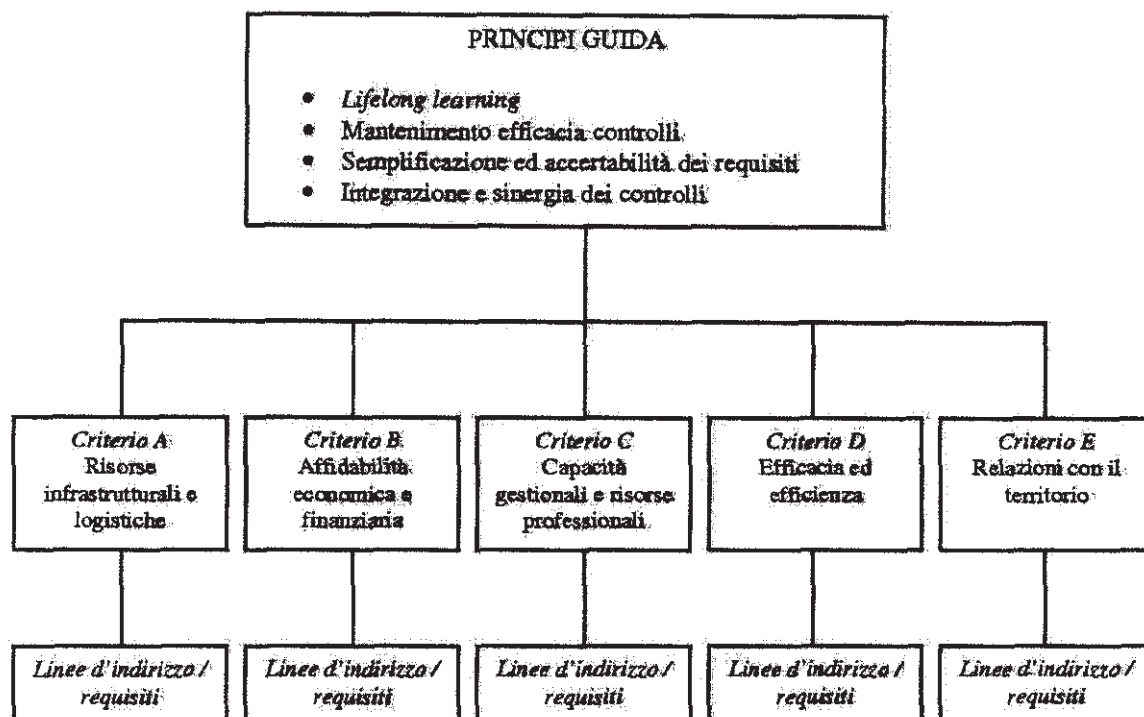 PRINCIPI GUIDA
• Lifelong learning
• Mantenimento efficacia controlli
• Semplificazione ed accertabilità dei requisiti
• Integrazione e sinergia dei controlli
Criterio A
Risorse
infrastrutturali e
logistiche
Criterio B
Affidabilità
economica e
finanziaria
Criterio C
Capacità
gestionali e risorse
professionali
Criterio D
Efficacia ed
efficienza
Criterio E
Relazioni con il
territorio
Linee d'indirizzo /
requisiti
Linee d'indirizzo /
requisiti
Linee d'indirizzo /
requisiti
Linee d'indirizzo /
requisiti
Linee d'indirizzo /
requisiti